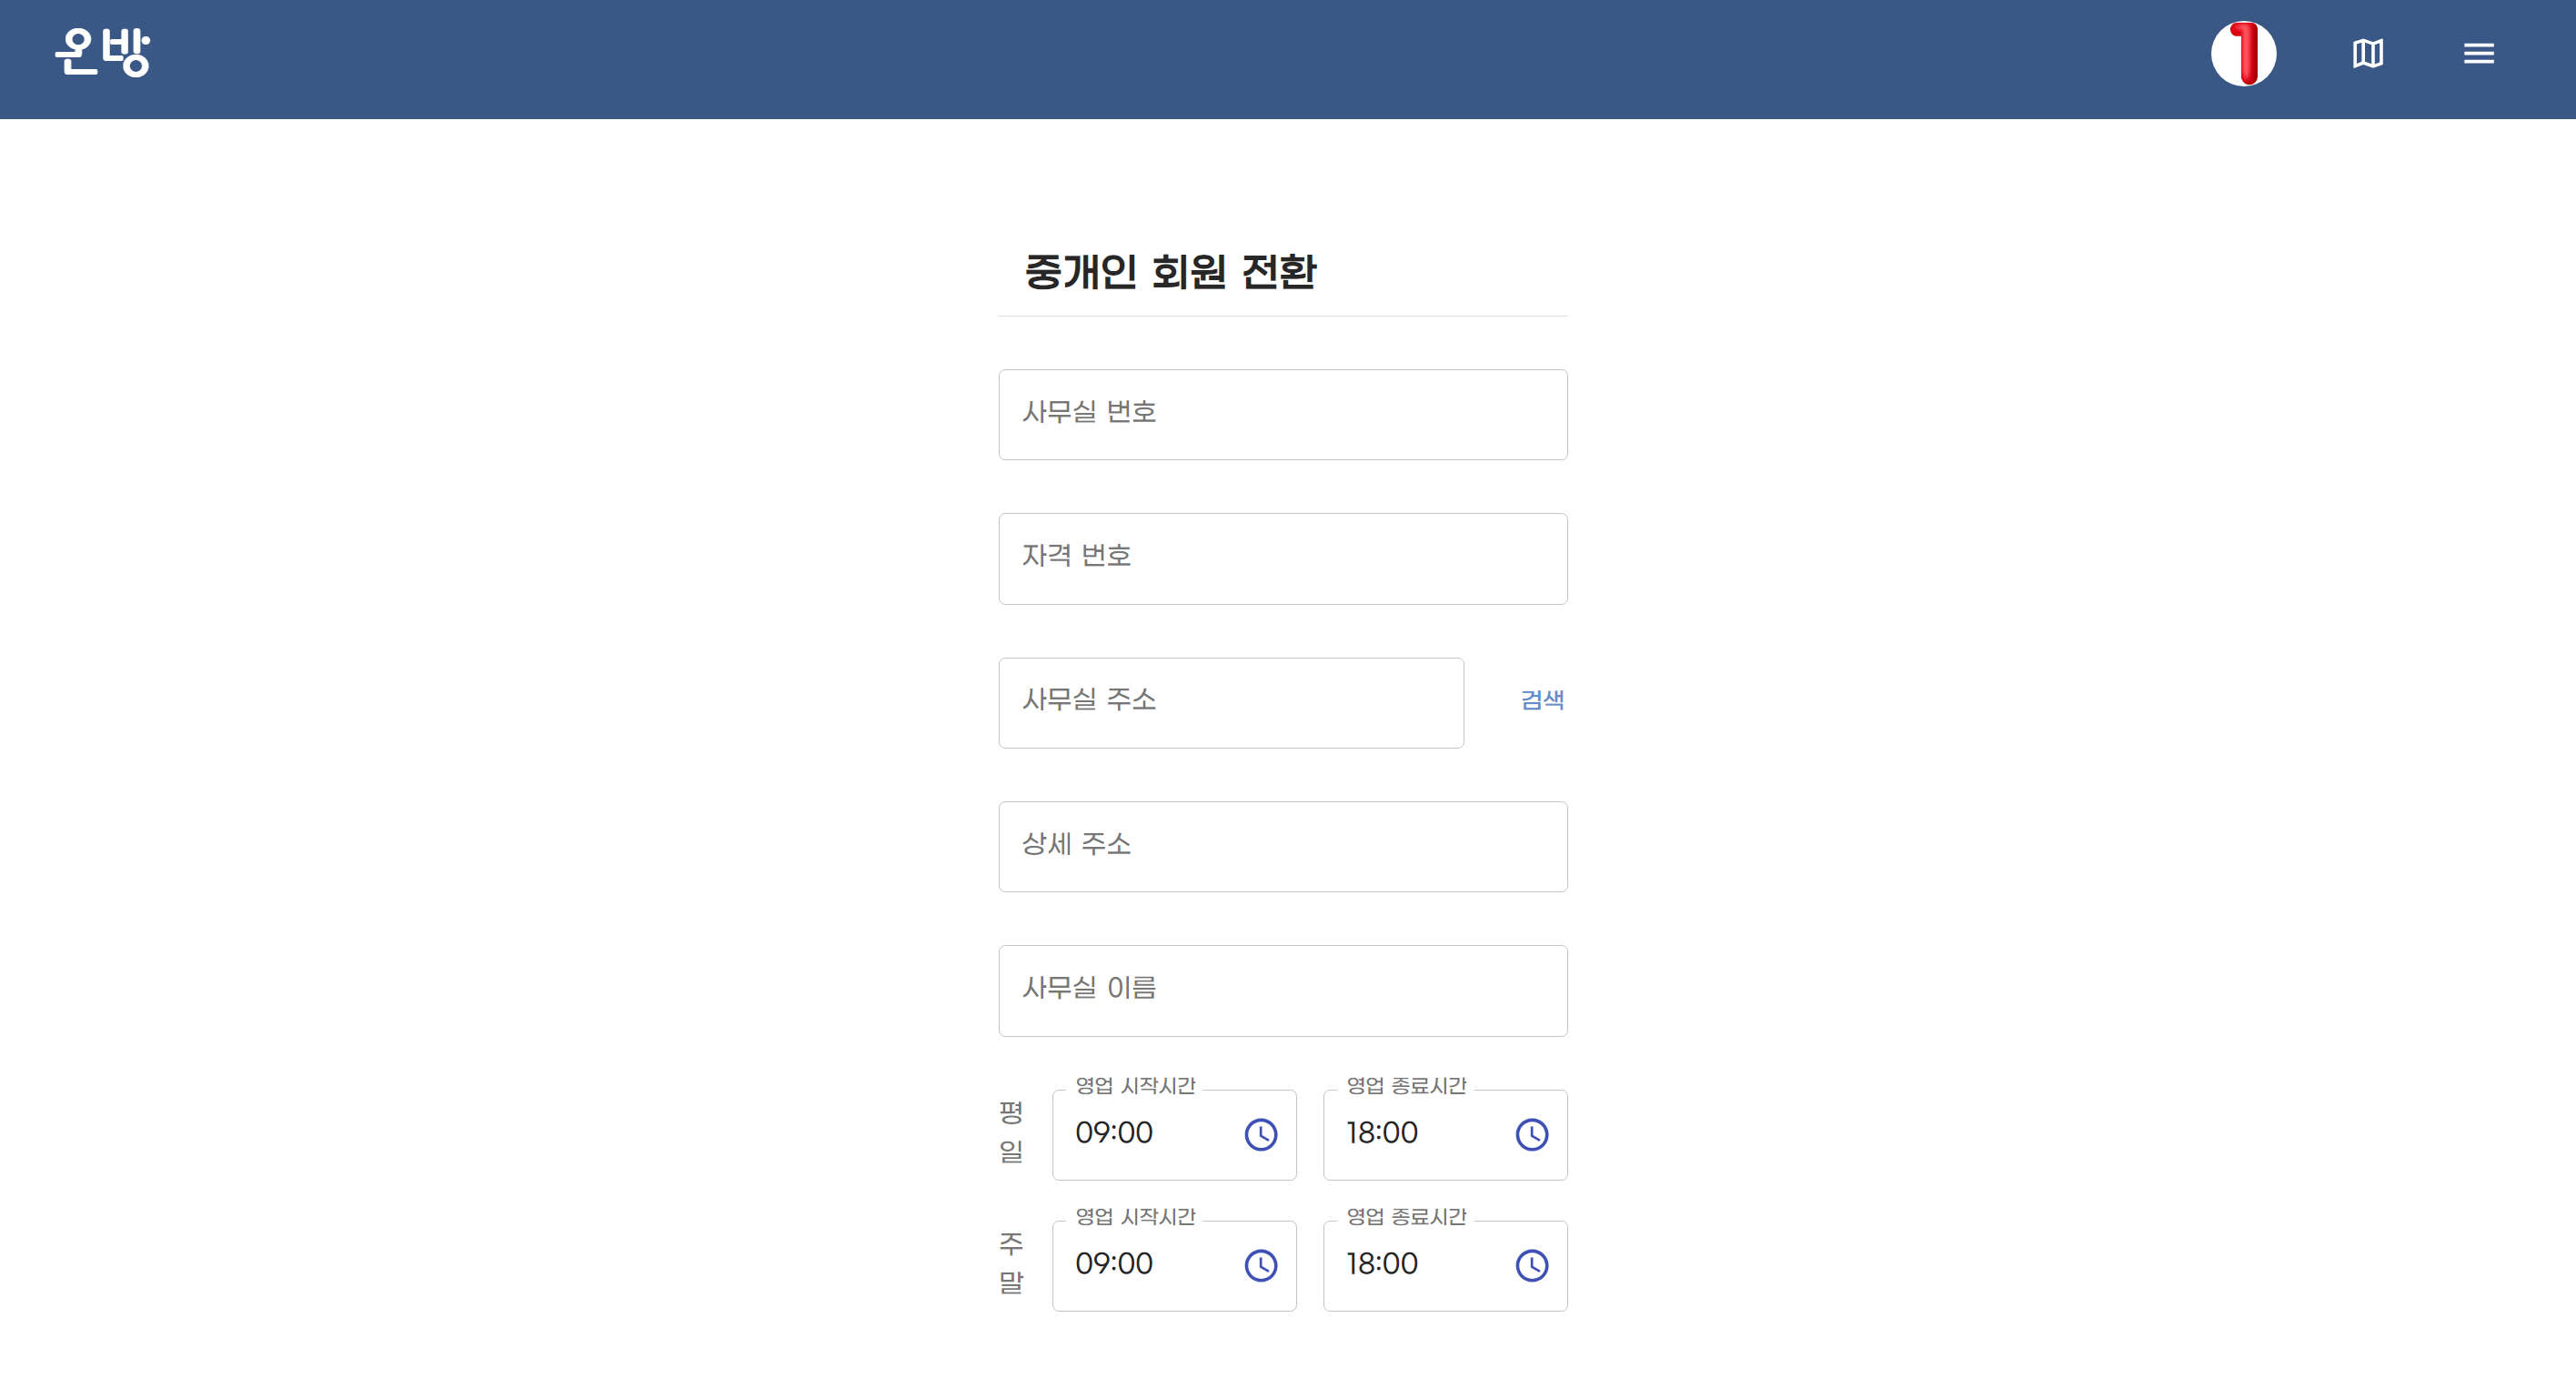 온방
1
중개인 회원 전환
사무실 번호
자격 번호
사무실 주소
검색
상세 주소
사무실 이름
평일
영업 시작시간
09:00
영업 종료시간
18:00
주말
영업 시작시간
09:00
영업 종료시간
18:00